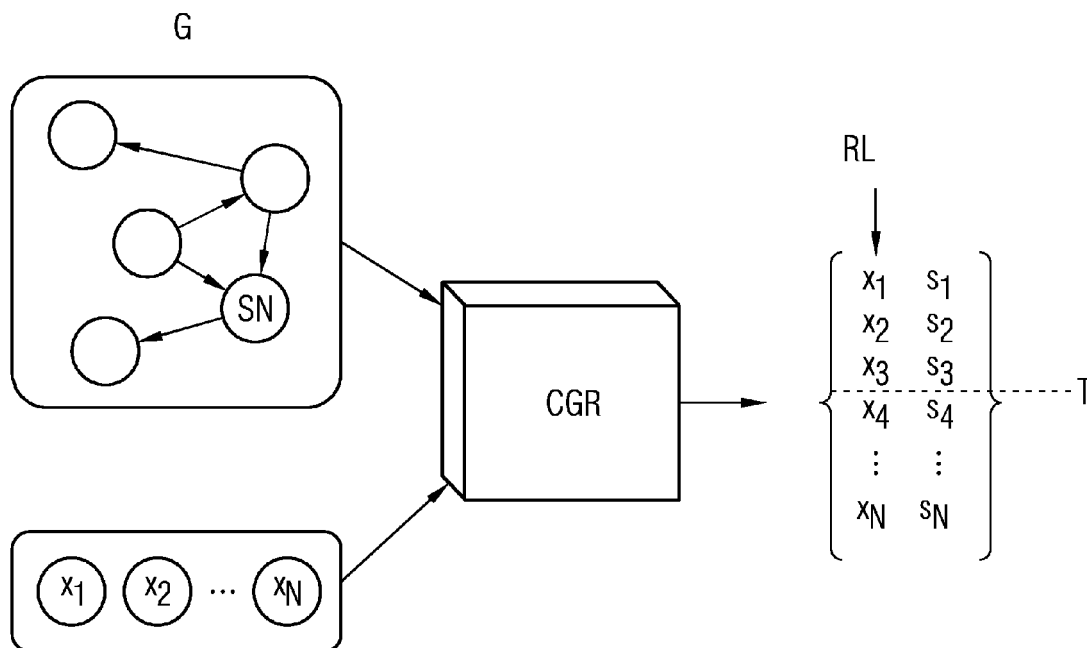 G
SN
x1 x2 ... xN
CGR
RL
x1 s1
x2 s2
x3 s3
T
x4 s4
⋮ ⋮
xN sN